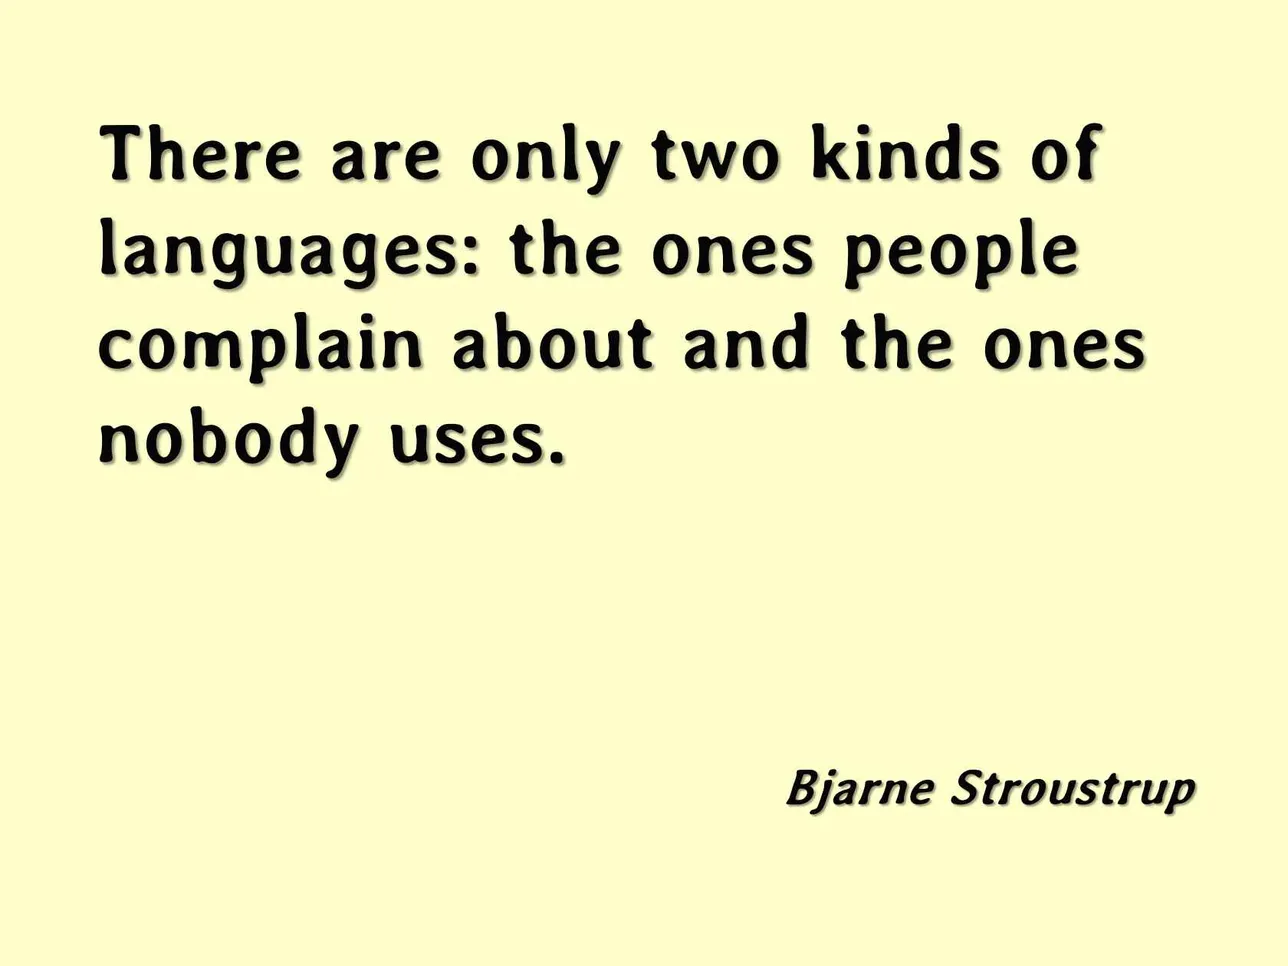 There are only two kinds of
languages: the ones people
complain about and the ones
nobody uses.
Bjarne Stroustrup